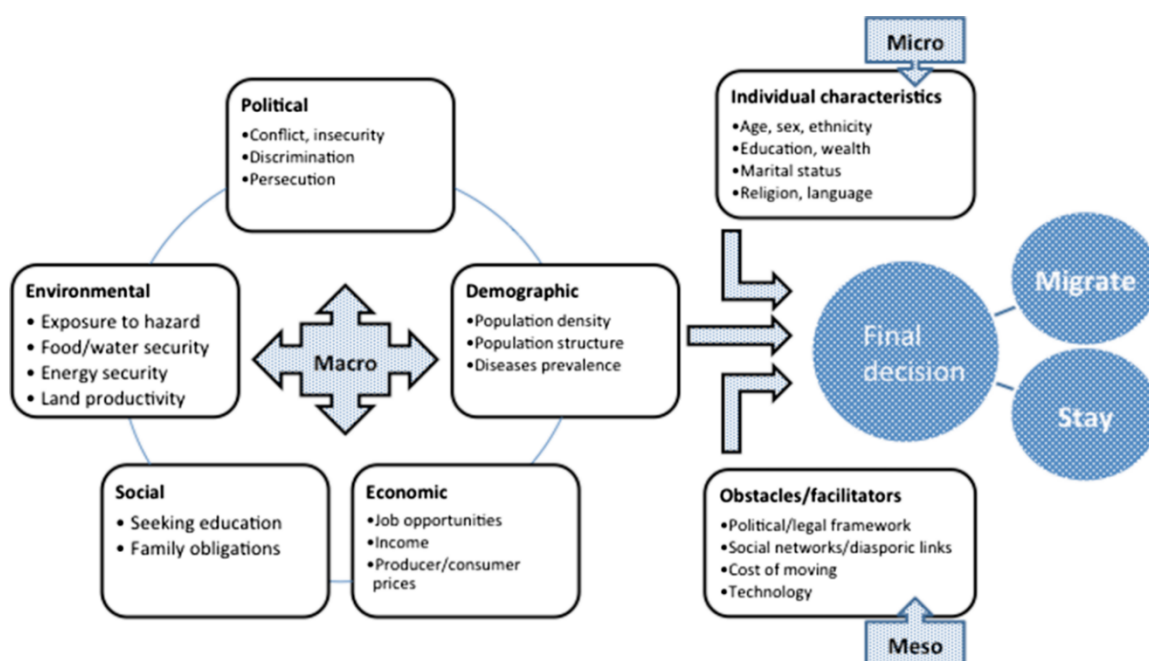 Micro
Political
•Conflict, insecurity
•Discrimination
•Persecution
Individual characteristics
•Age, sex, ethnicity
•Education, wealth
•Marital status
•Religion, language
Environmental
• Exposure to hazard
• Food/water security
• Energy security
• Land productivity
Macro
Demographic
•Population density
•Population structure
•Diseases prevalence
Final
decision
Migrate
Stay
Social
• Seeking education
• Family obligations
Economic
•Job opportunities
•Income
•Producer/consumer
prices
Obstacles/facilitators
•Political/legal framework
•Social networks/diasporic links
•Cost of moving
•Technology
Meso